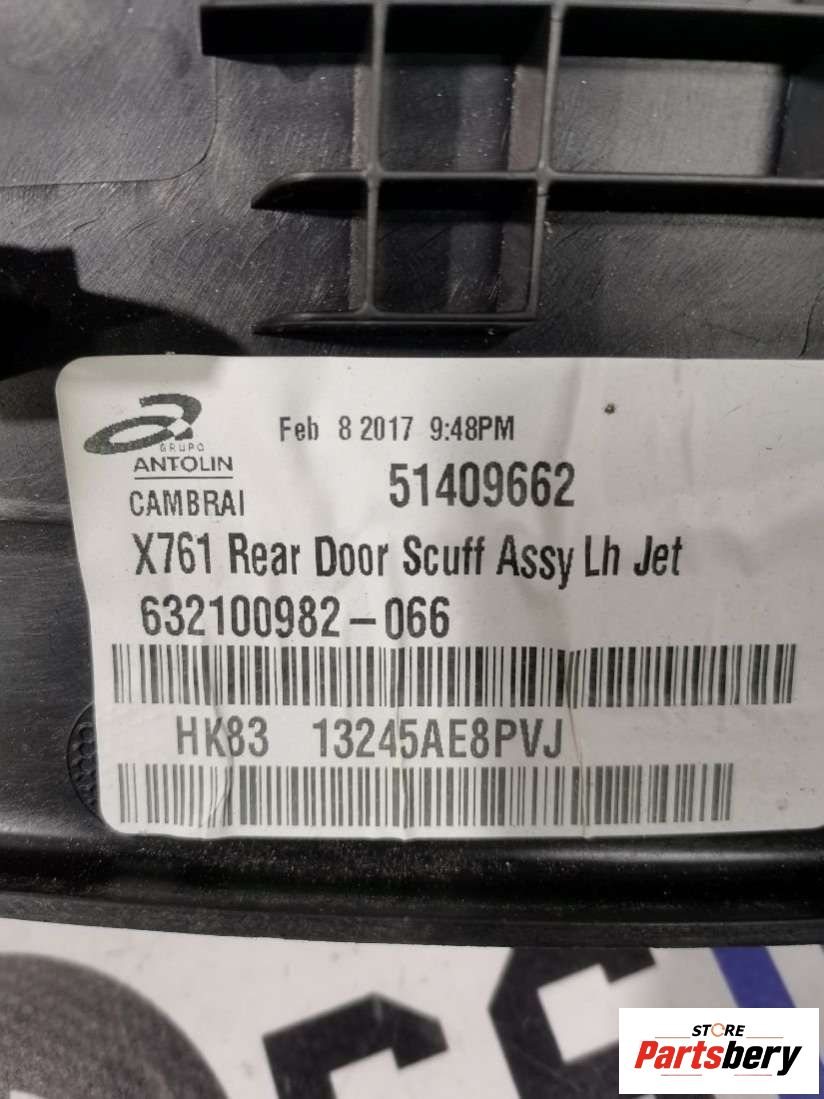 GRUPO
ANTOLIN
CAMBRAI
Feb 8 2017 9:48PM
51409662
X761 Rear Door Scuff Assy Lh Jet
632100982-066
HK83 13245AE8PVJ
STORE
Partsbery